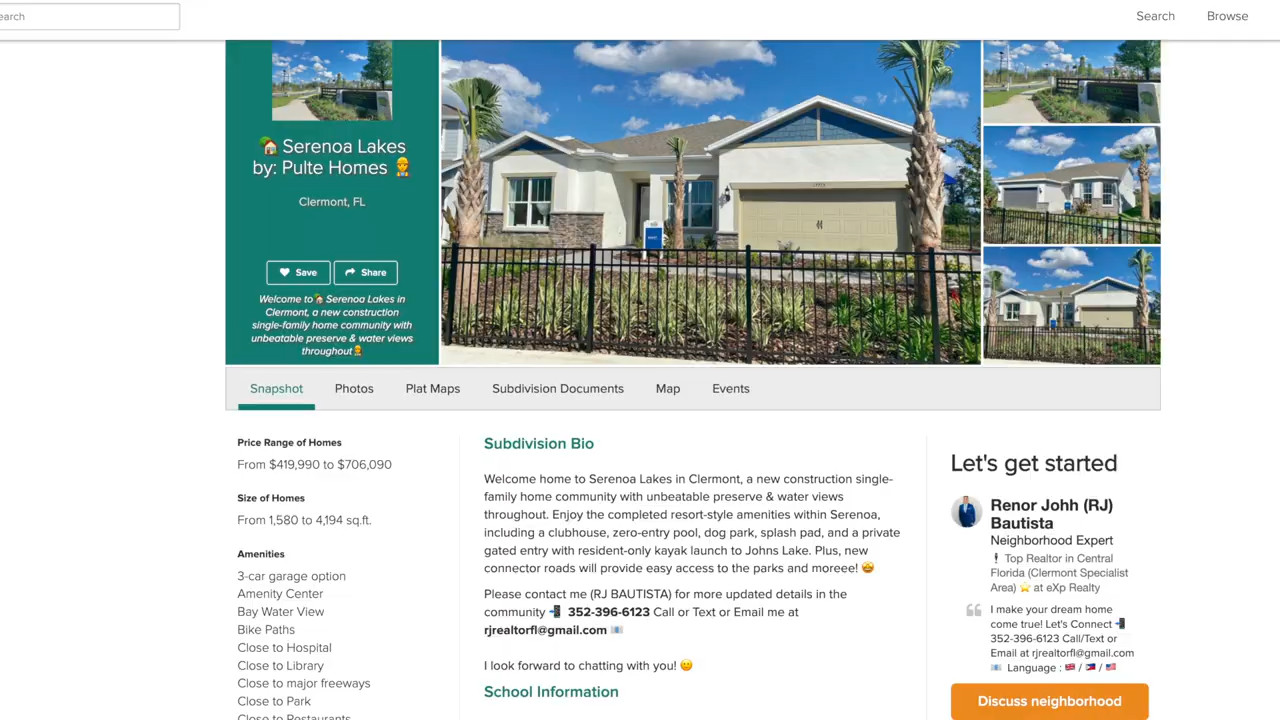 earch
Search
Browse
🏡 Serenoa Lakes
by: Pulte Homes 👷
Clermont, FL
Save
Share
Welcome to🏡 Serenoa Lakes in
Clermont, a new construction
single-family home community with
unbeatable preserve & water views
throughout👷
Snapshot
Photos
Plat Maps
Subdivision Documents
Map
Events
Price Range of Homes
From $419,990 to $706,090
Size of Homes
From 1,580 to 4,194 sq.ft.
Amenities
3-car garage option
Amenity Center
Bay Water View
Bike Paths
Close to Hospital
Close to Library
Close to major freeways
Close to Park
Close to Restaurants
Subdivision Bio
Welcome home to Serenoa Lakes in Clermont, a new construction single-
family home community with unbeatable preserve & water views
throughout. Enjoy the completed resort-style amenities within Serenoa,
including a clubhouse, zero-entry pool, dog park, splash pad, and a private
gated entry with resident-only kayak launch to Johns Lake. Plus, new
connector roads will provide easy access to the parks and moreee! 🤩
Please contact me (RJ BAUTISTA) for more updated details in the
community 📲 352-396-6123 Call or Text or Email me at
rjrealtorfl@gmail.com 📧
I look forward to chatting with you! 🙂
School Information
Let's get started
Renor Johh (RJ)
Bautista
Neighborhood Expert
Top Realtor in Central
Florida (Clermont Specialist
Area) ⭐ at eXp Realty
I make your dream home
come true! Let's Connect 📲
352-396-6123 Call/Text or
Email at rjrealtorfl@gmail.com
📧 Language : 🇬🇧 / 🇵🇭 / 🇺🇸
Discuss neighborhood